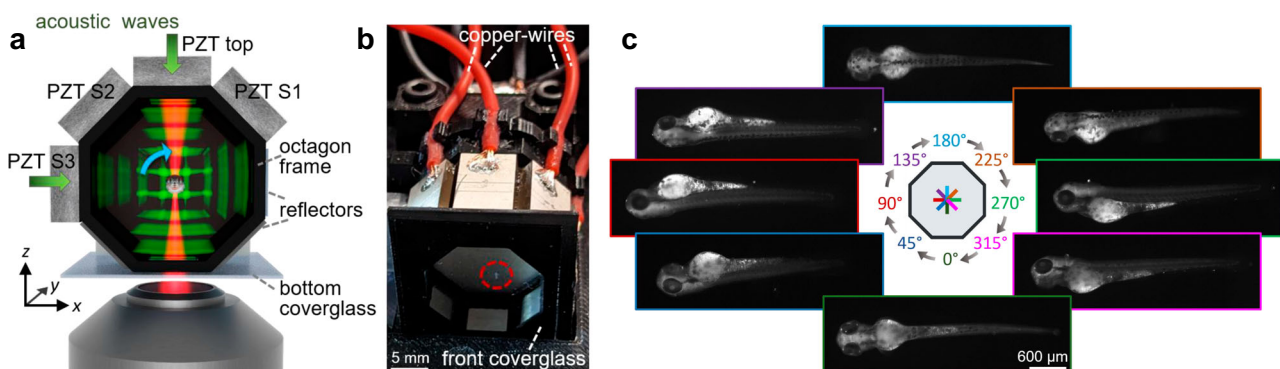 a
acoustic waves
PZT top
PZT S2
PZT S1
PZT S3
octagon
frame
reflectors
z
y
x
bottom
coverglass
b
copper-wires
front coverglass
5 mm
c
180°
135°
225°
90°
270°
45°
315°
0°
600 µm